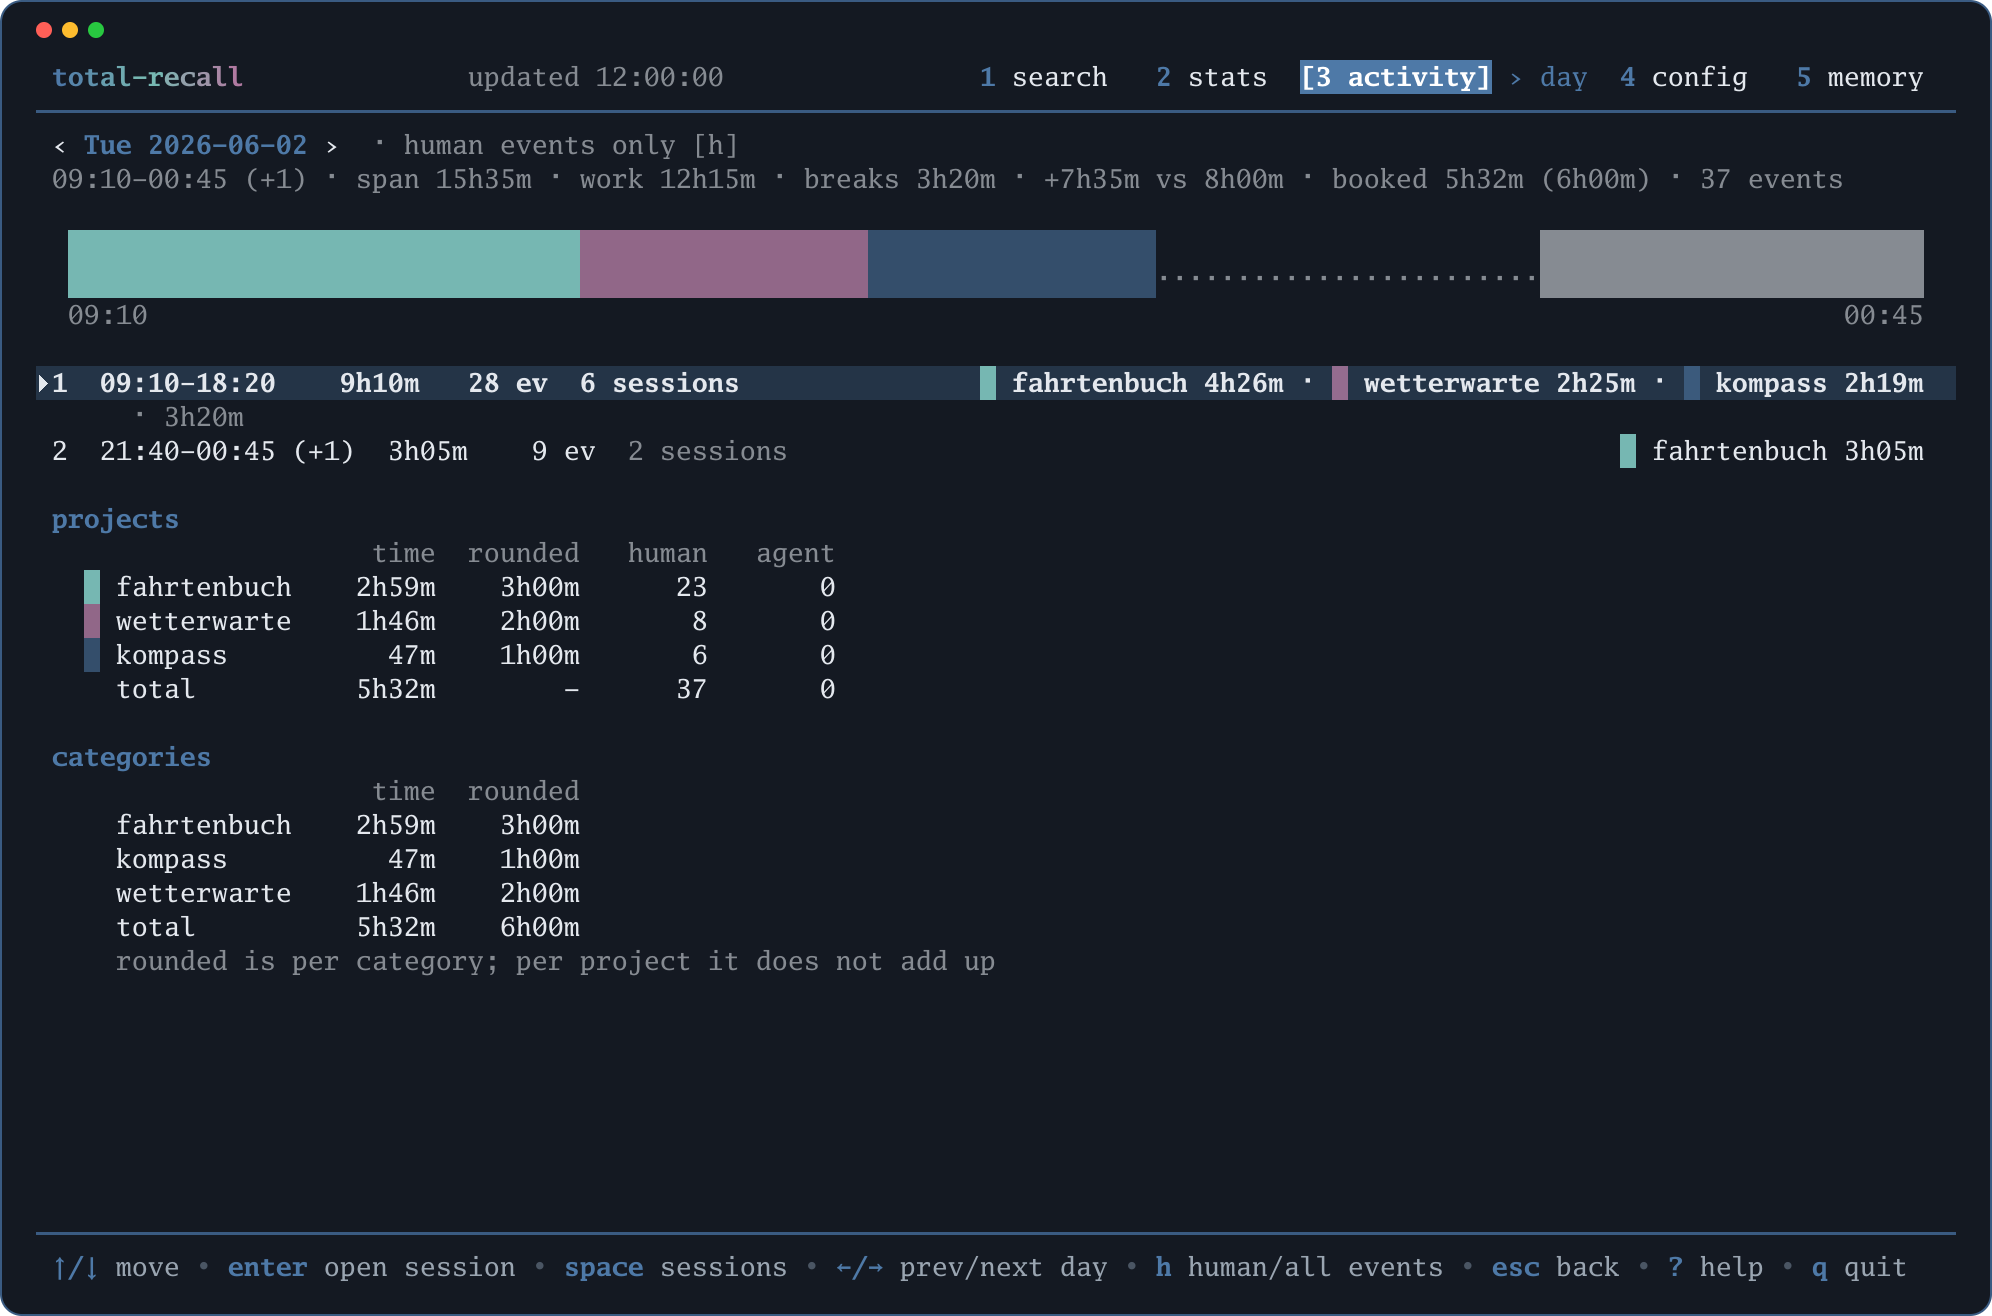 total-recall updated 12:00:00 1 search 2 stats [3 activity] › day 4 config 5 memory
‹ Tue 2026-06-02 › · human events only [h]
09:10–00:45 (+1) · span 15h35m · work 12h15m · breaks 3h20m · +7h35m vs 8h00m · booked 5h32m (6h00m) · 37 events
........................
09:10 00:45
1 09:10–18:20 9h10m 28 ev 6 sessions fahrtenbuch 4h26m · wetterwarte 2h25m · kompass 2h19m
· 3h20m
2 21:40–00:45 (+1) 3h05m 9 ev 2 sessions fahrtenbuch 3h05m
projects
time rounded human agent
fahrtenbuch 2h59m 3h00m 23 0
wetterwarte 1h46m 2h00m 8 0
kompass 47m 1h00m 6 0
total 5h32m – 37 0
categories
time rounded
fahrtenbuch 2h59m 3h00m
kompass 47m 1h00m
wetterwarte 1h46m 2h00m
total 5h32m 6h00m
rounded is per category; per project it does not add up
↑/↓ move • enter open session • space sessions • ←/→ prev/next day • h human/all events • esc back • ? help • q quit